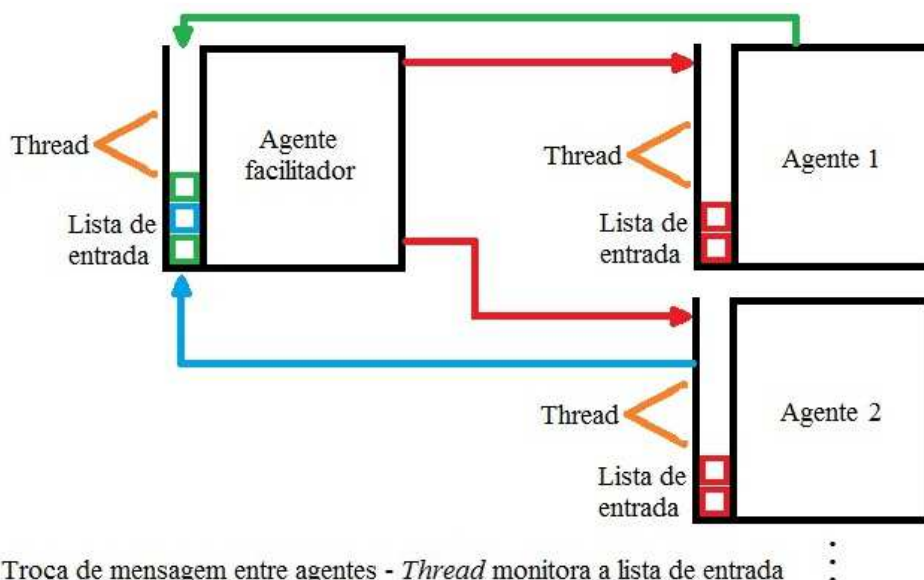 Thread
Agente
facilitador
Lista de
entrada
Thread
Agente 1
Lista de
entrada
Thread
Agente 2
Lista de
entrada
Troca de mensagem entre agentes - Thread monitora a lista de entrada